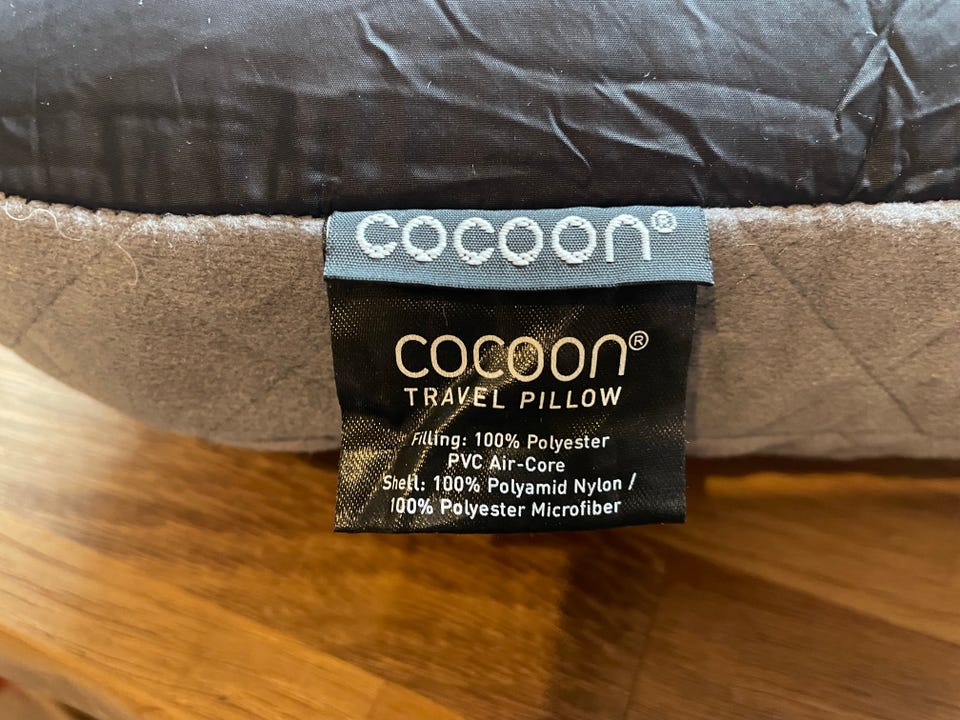 COCOON®
COCOON®
TRAVEL PILLOW
Filling: 100% Polyester
PVC Air-Core
Shell: 100% Polyamid Nylon /
100% Polyester Microfiber